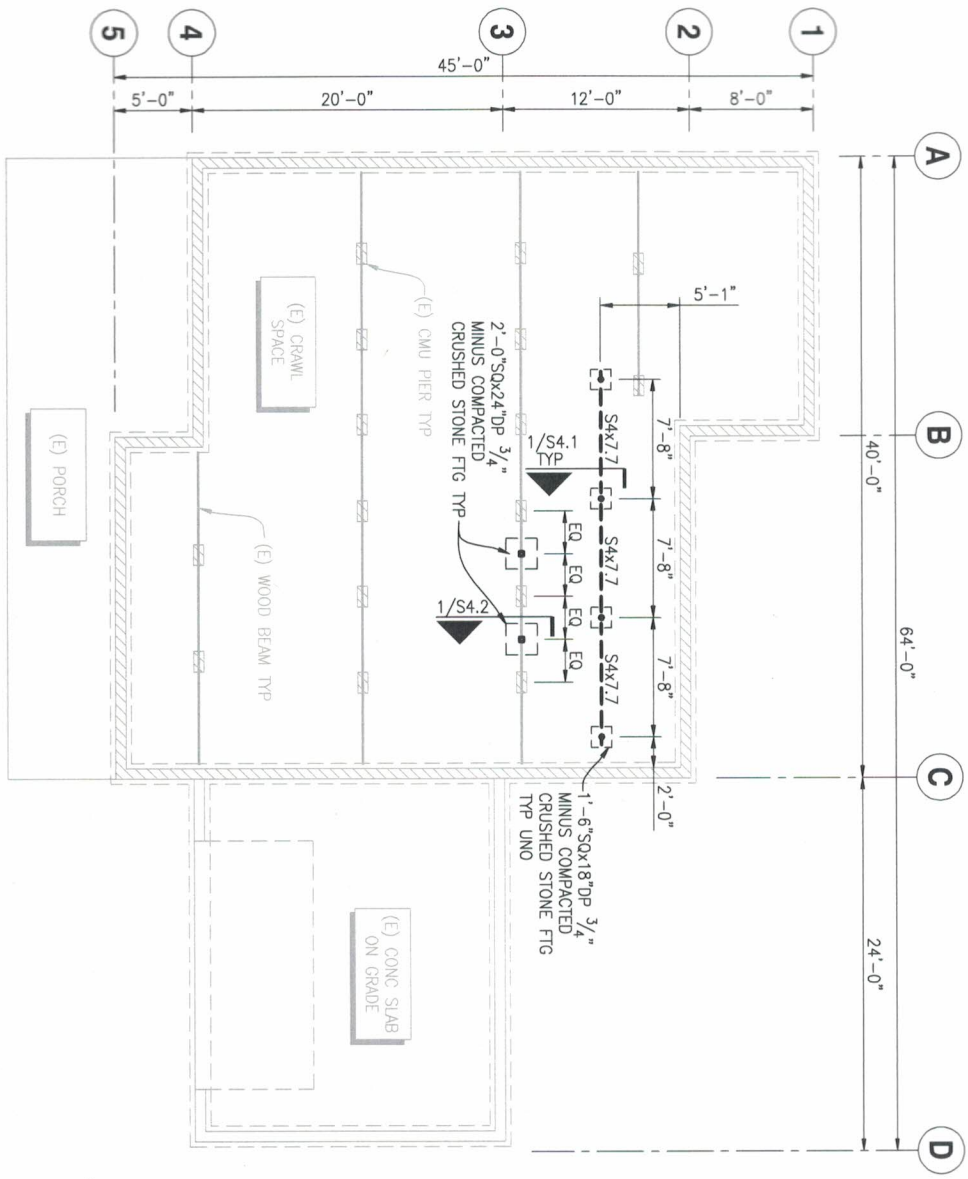 A
B
C
D
64'-0"
40'-0"
24'-0"
1
2
3
4
5
45'-0"
8'-0"
12'-0"
20'-0"
5'-0"
5'-1"
7'-8"
7'-8"
7'-8"
2'-0"
S4x7.7
S4x7.7
S4x7.7
1/S4.1
TYP
EQ
EQ
EQ
EQ
1/S4.2
2'-0"SQx24"DP 3/4"
MINUS COMPACTED
CRUSHED STONE FTG TYP
1'-6"SQx18"DP 3/4"
MINUS COMPACTED
CRUSHED STONE FTG
TYP UNO
(E) CMU PIER TYP
(E) CRAWL
SPACE
(E) WOOD BEAM TYP
(E) PORCH
(E) CONC SLAB
ON GRADE